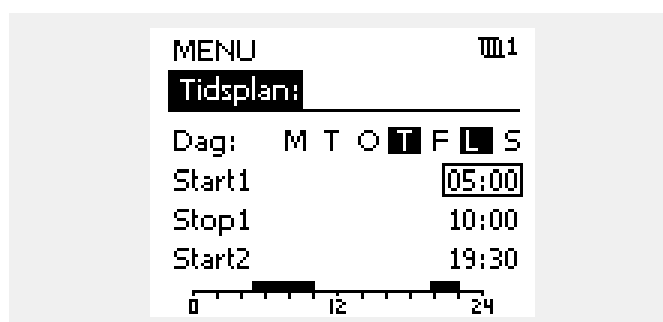 MENU 1
Tidsplan:
Dag: M T O T F L S
Start1 05:00
Stop1 10:00
Start2 19:30
0 12 24